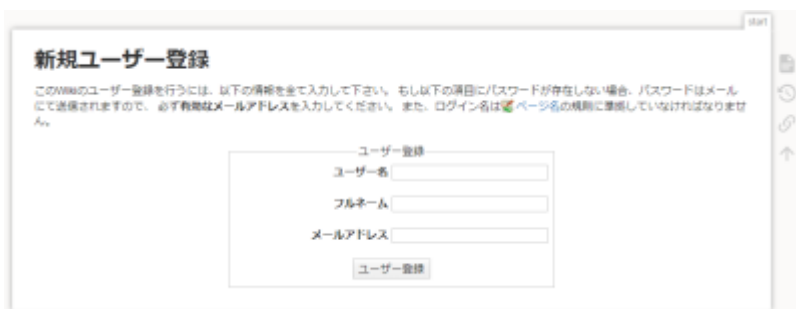 start
新規ユーザー登録
このWikiのユーザー登録を行うには、以下の情報を全て入力して下さい。 もし以下の項目にパスワードが存在しない場合、パスワードはメール
にて送信されますので、 必ず有効なメールアドレスを入力してください。 また、ログイン名はページ名の規則に準拠していなければなりませ
ん。
ユーザー登録
ユーザー名
フルネーム
メールアドレス
ユーザー登録